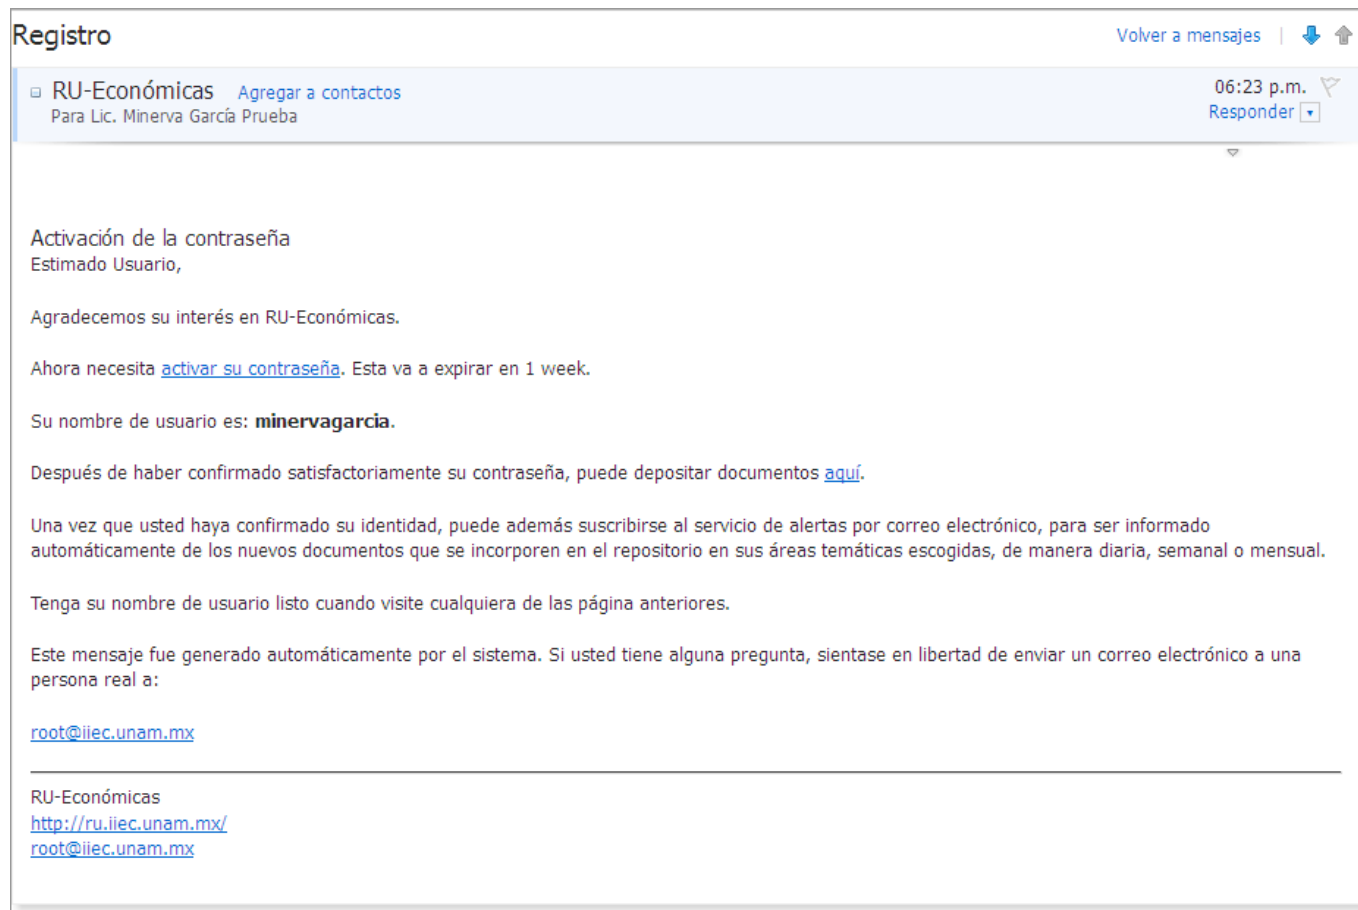 Registro
Volver a mensajes
RU-Económicas Agregar a contactos
06:23 p.m.
Para Lic. Minerva García Prueba
Responder
Activación de la contraseña
Estimado Usuario,
Agradecemos su interés en RU-Económicas.
Ahora necesita activar su contraseña. Esta va a expirar en 1 week.
Su nombre de usuario es: minervagarcia.
Después de haber confirmado satisfactoriamente su contraseña, puede depositar documentos aquí.
Una vez que usted haya confirmado su identidad, puede además suscribirse al servicio de alertas por correo electrónico, para ser informado
automáticamente de los nuevos documentos que se incorporen en el repositorio en sus áreas temáticas escogidas, de manera diaria, semanal o mensual.
Tenga su nombre de usuario listo cuando visite cualquiera de las página anteriores.
Este mensaje fue generado automáticamente por el sistema. Si usted tiene alguna pregunta, sientase en libertad de enviar un correo electrónico a una
persona real a:
root@iiec.unam.mx
RU-Económicas
http://ru.iiec.unam.mx/
root@iiec.unam.mx